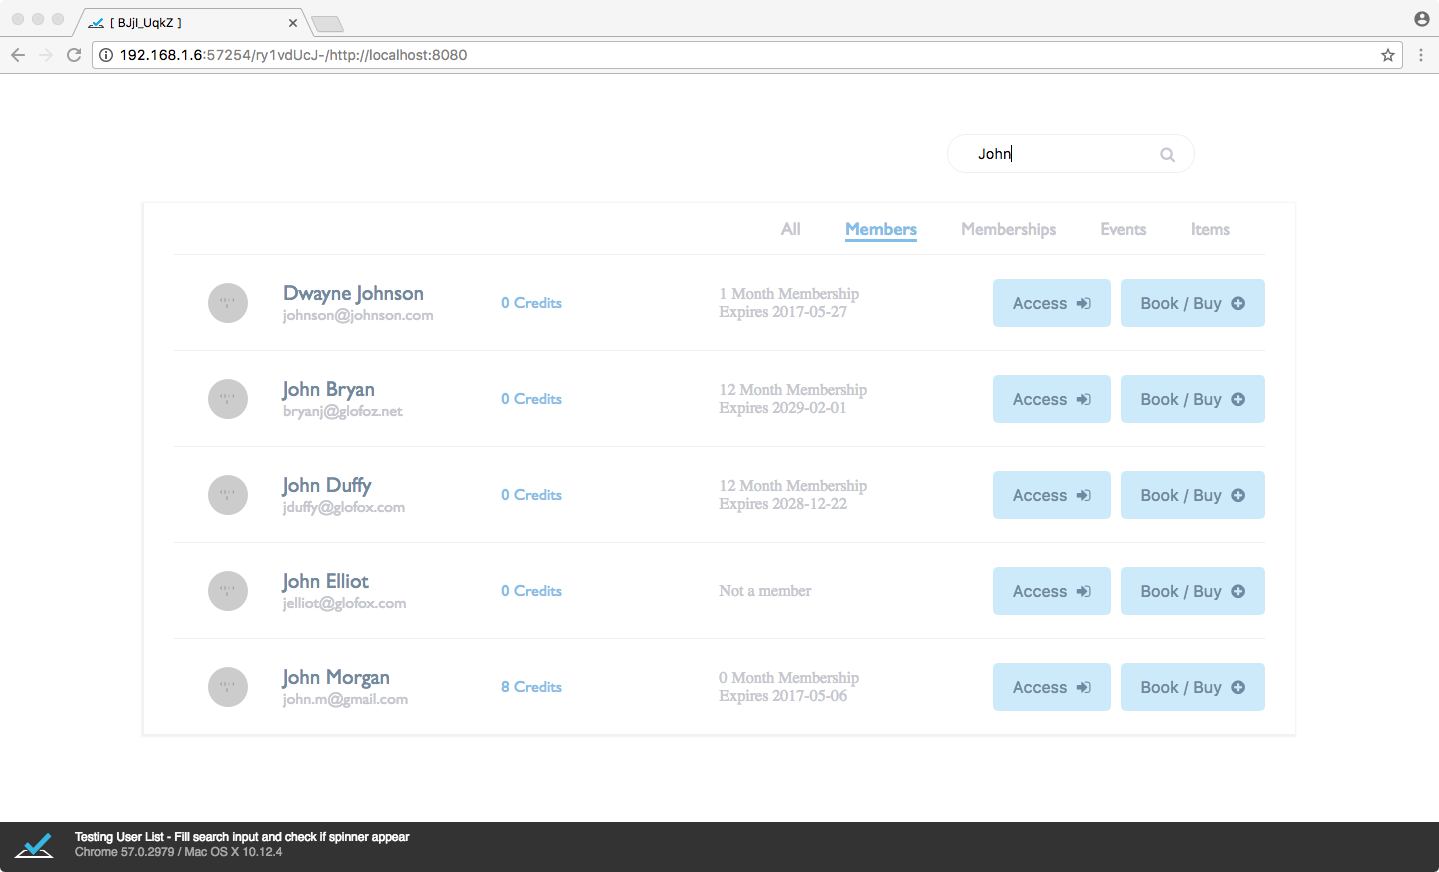 [ BJjI_UqkZ ]
192.168.1.6:57254/ry1vdUcJ-/http://localhost:8080
John
All Members Memberships Events Items
Dwayne Johnson
johnson@johnson.com
0 Credits
1 Month Membership
Expires 2017-05-27
Access
Book / Buy
John Bryan
bryanj@glofoz.net
0 Credits
12 Month Membership
Expires 2029-02-01
Access
Book / Buy
John Duffy
jduffy@glofox.com
0 Credits
12 Month Membership
Expires 2028-12-22
Access
Book / Buy
John Elliot
jelliot@glofox.com
0 Credits
Not a member
Access
Book / Buy
John Morgan
john.m@gmail.com
8 Credits
0 Month Membership
Expires 2017-05-06
Access
Book / Buy
Testing User List - Fill search input and check if spinner appear
Chrome 57.0.2979 / Mac OS X 10.12.4